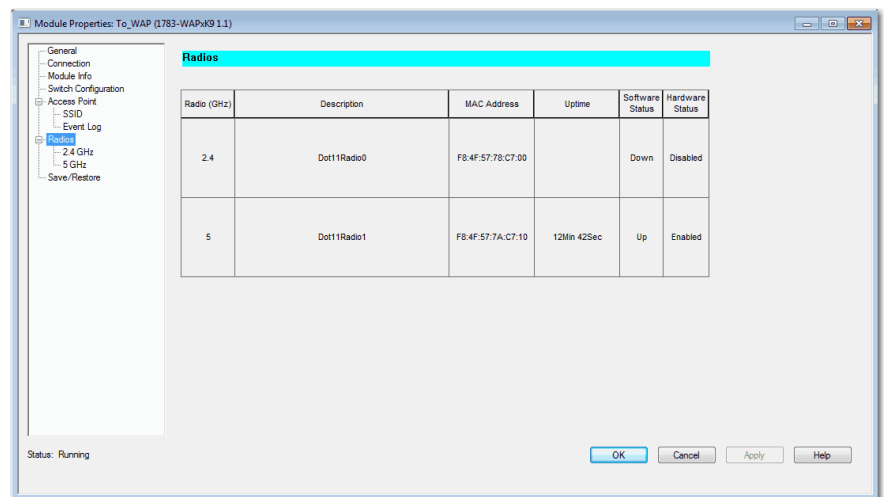 Module Properties: To_WAP (1783-WAPxK9 1.1)
General
Connection
Module Info
Switch Configuration
Access Point
SSID
Event Log
Radios
2.4 GHz
5 GHz
Save/Restore
Radios
Radio (GHz) Description MAC Address Uptime Software Status Hardware Status
2.4 Dot11Radio0 F8:4F:57:78:C7:00 Down Disabled
5 Dot11Radio1 F8:4F:57:7A:C7:10 12Min 42Sec Up Enabled
Status: Running
OK Cancel Apply Help